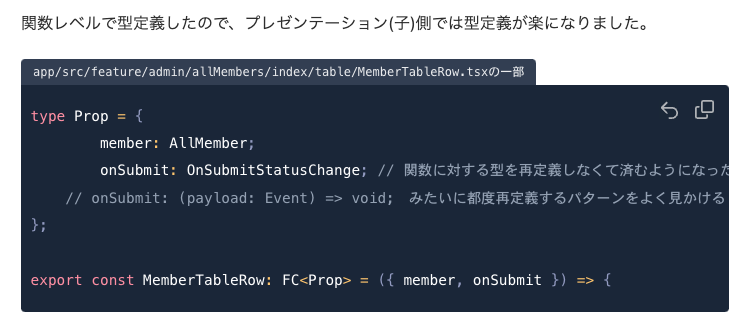 関数レベルで型定義したので、プレゼンテーション(子)側では型定義が楽になりました。
app/src/feature/admin/allMembers/index/table/MemberTableRow.tsxの一部
type Prop = {
        member: AllMember;
        onSubmit: OnSubmitStatusChange; // 関数に対する型を再定義しなくて済むようになった
    // onSubmit: (payload: Event) => void;　みたいに都度再定義するパターンをよく見かける
};
export const MemberTableRow: FC<Prop> = ({ member, onSubmit }) => {